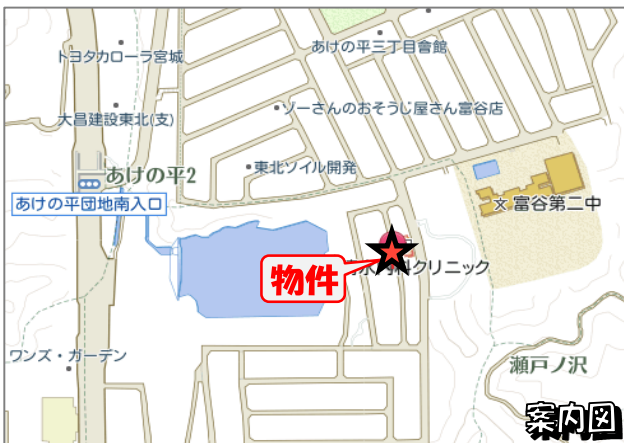 あけの平三丁目會館
トヨタカローラ宮城
ゾーさんのおそうじ屋さん富谷店
大昌建設東北(支)
東北ソイル開発
あけの平2
あけの平団地南入口
富谷第二中
内科クリニック
物件
ワンズ・ガーデン
瀬戸ノ沢
案内図